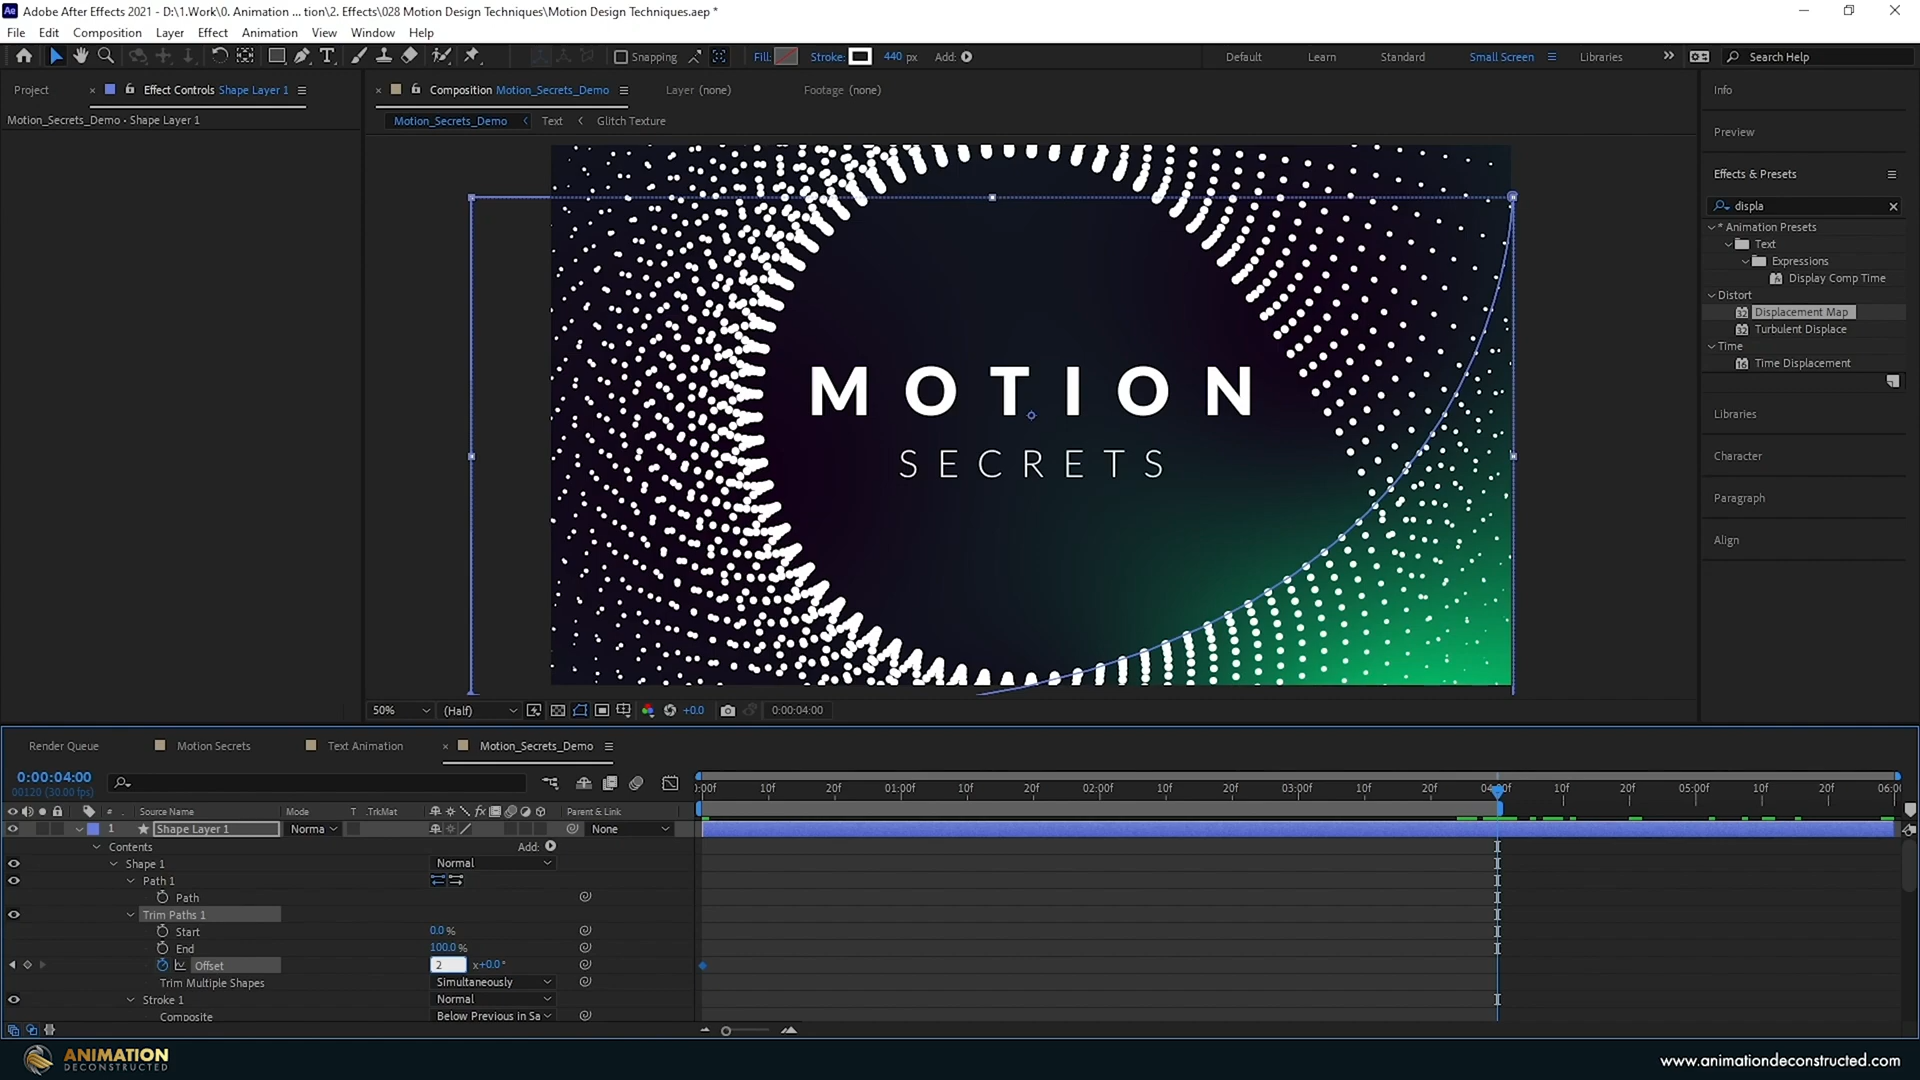 Adobe After Effects 2021 - D:\1.Work\0. Animation ... tion\2. Effects\028 Motion Design Techniques\Motion Design Techniques.aep *
File Edit Composition Layer Effect Animation View Window Help
Snapping Fill: Stroke: 440 px Add: Default Learn Standard Small Screen Libraries Search Help
Project Effect Controls Shape Layer 1 Composition Motion_Secrets_Demo Layer (none) Footage (none) Info
Motion_Secrets_Demo • Shape Layer 1 Motion_Secrets_Demo Text Glitch Texture
Preview
Effects & Presets
displa
* Animation Presets
Text
Expressions
Display Comp Time
Distort
Displacement Map
Turbulent Displace
Time
Time Displacement
Libraries
Character
Paragraph
Align
MOTION
SECRETS
50% (Half) +0.0 0:00:04:00
Render Queue Motion Secrets Text Animation Motion_Secrets_Demo
0:00:04:00
00120 (30.00 fps)
):00f 10f 20f 01:00f 10f 20f 02:00f 10f 20f 03:00f 10f 20f 04:00f 10f 20f 05:00f 10f 20f 06:00
# Source Name Mode T .TrkMat fx Parent & Link
1 Shape Layer 1 Norma None
Contents Add:
Shape 1 Normal
Path 1
Path
Trim Paths 1
Start 0.0 %
End 100.0 %
Offset 2 x+0.0°
Trim Multiple Shapes Simultaneously
Stroke 1 Normal
Composite Below Previous in Sa
ANIMATION
DECONSTRUCTED
www.animationdeconstructed.com